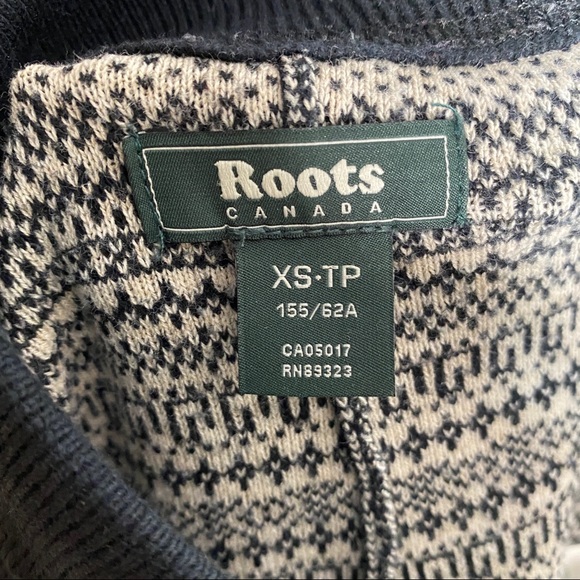 Roots
CANADA
XS·TP
155/62A
CA05017
RN89323